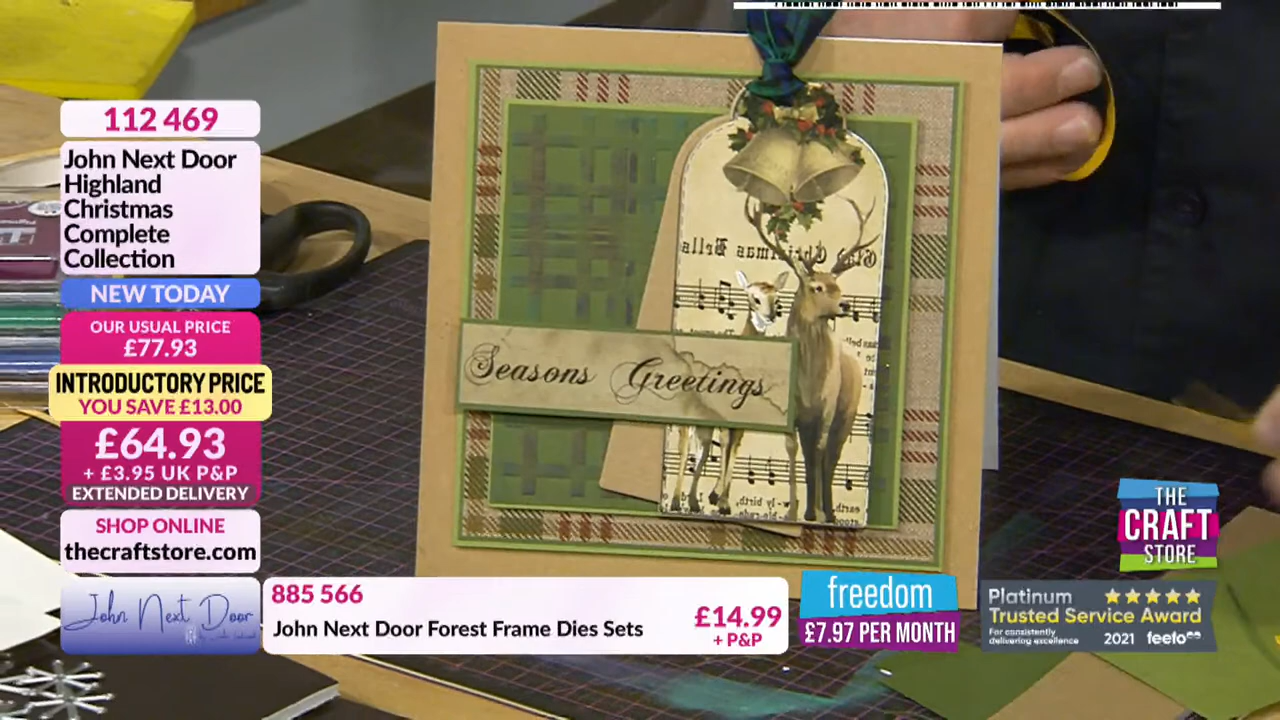 112 469
John Next Door
Highland
Christmas
Complete
Collection
NEW TODAY
OUR USUAL PRICE
£77.93
INTRODUCTORY PRICE
YOU SAVE £13.00
£64.93
+ £3.95 UK P&P
EXTENDED DELIVERY
SHOP ONLINE
thecraftstore.com
John Next Door
885 566
John Next Door Forest Frame Dies Sets
£14.99
+ P&P
freedom
£7.97 PER MONTH
Platinum
Trusted Service Award
For consistently
delivering excellence
2021 feefo
THE
CRAFT
STORE
Seasons Greetings
Glad Christmas Bells